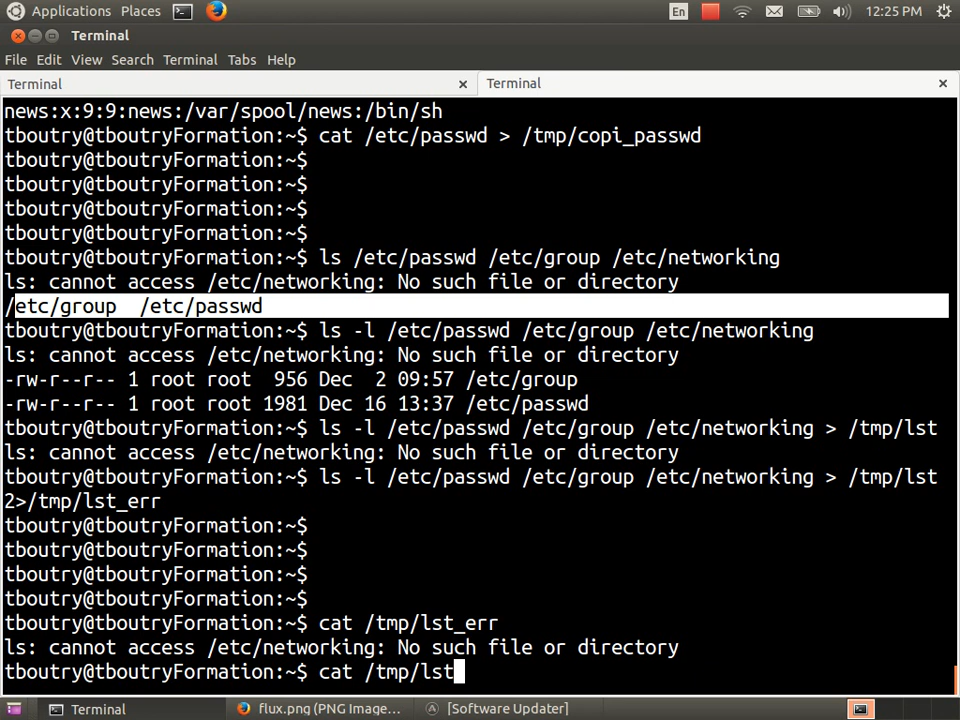 Applications Places En 12:25 PM
Terminal
File Edit View Search Terminal Tabs Help
Terminal × Terminal ×
news:x:9:9:news:/var/spool/news:/bin/sh
tboutry@tboutryFormation:~$ cat /etc/passwd > /tmp/copi_passwd
tboutry@tboutryFormation:~$
tboutry@tboutryFormation:~$
tboutry@tboutryFormation:~$
tboutry@tboutryFormation:~$
tboutry@tboutryFormation:~$ ls /etc/passwd /etc/group /etc/networking
ls: cannot access /etc/networking: No such file or directory
/etc/group  /etc/passwd
tboutry@tboutryFormation:~$ ls -l /etc/passwd /etc/group /etc/networking
ls: cannot access /etc/networking: No such file or directory
-rw-r--r-- 1 root root  956 Dec  2 09:57 /etc/group
-rw-r--r-- 1 root root 1981 Dec 16 13:37 /etc/passwd
tboutry@tboutryFormation:~$ ls -l /etc/passwd /etc/group /etc/networking > /tmp/lst
ls: cannot access /etc/networking: No such file or directory
tboutry@tboutryFormation:~$ ls -l /etc/passwd /etc/group /etc/networking > /tmp/lst
2>/tmp/lst_err
tboutry@tboutryFormation:~$
tboutry@tboutryFormation:~$
tboutry@tboutryFormation:~$
tboutry@tboutryFormation:~$
tboutry@tboutryFormation:~$ cat /tmp/lst_err
ls: cannot access /etc/networking: No such file or directory
tboutry@tboutryFormation:~$ cat /tmp/lst
Terminal flux.png (PNG Image... [Software Updater]